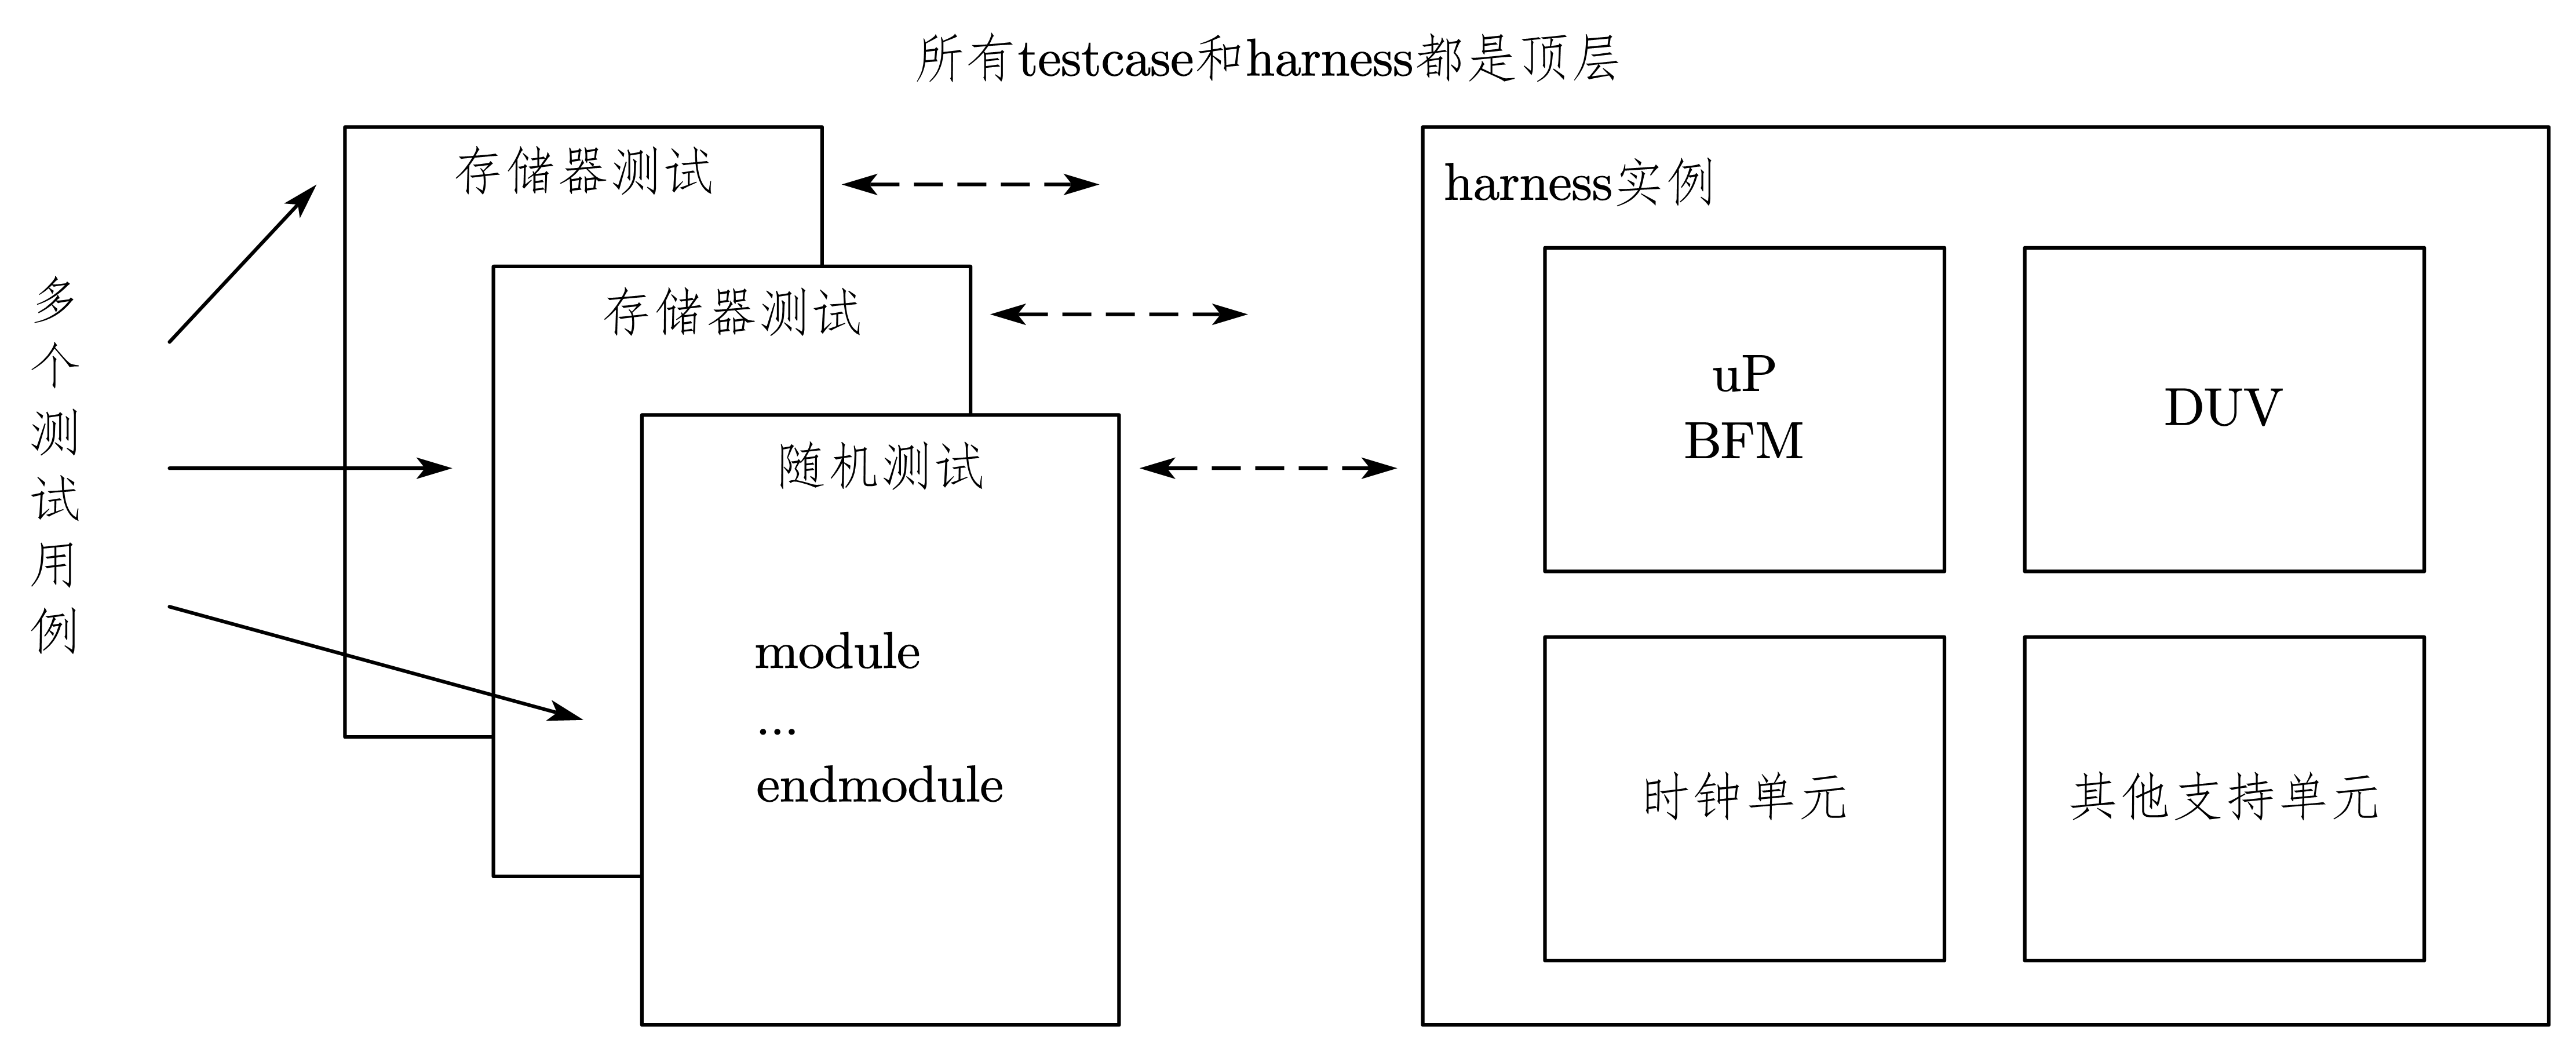 所有testcase和harness都是顶层
多个测试用例
存储器测试
存储器测试
随机测试
module
...
endmodule
harness实例
uP
BFM
DUV
时钟单元
其他支持单元